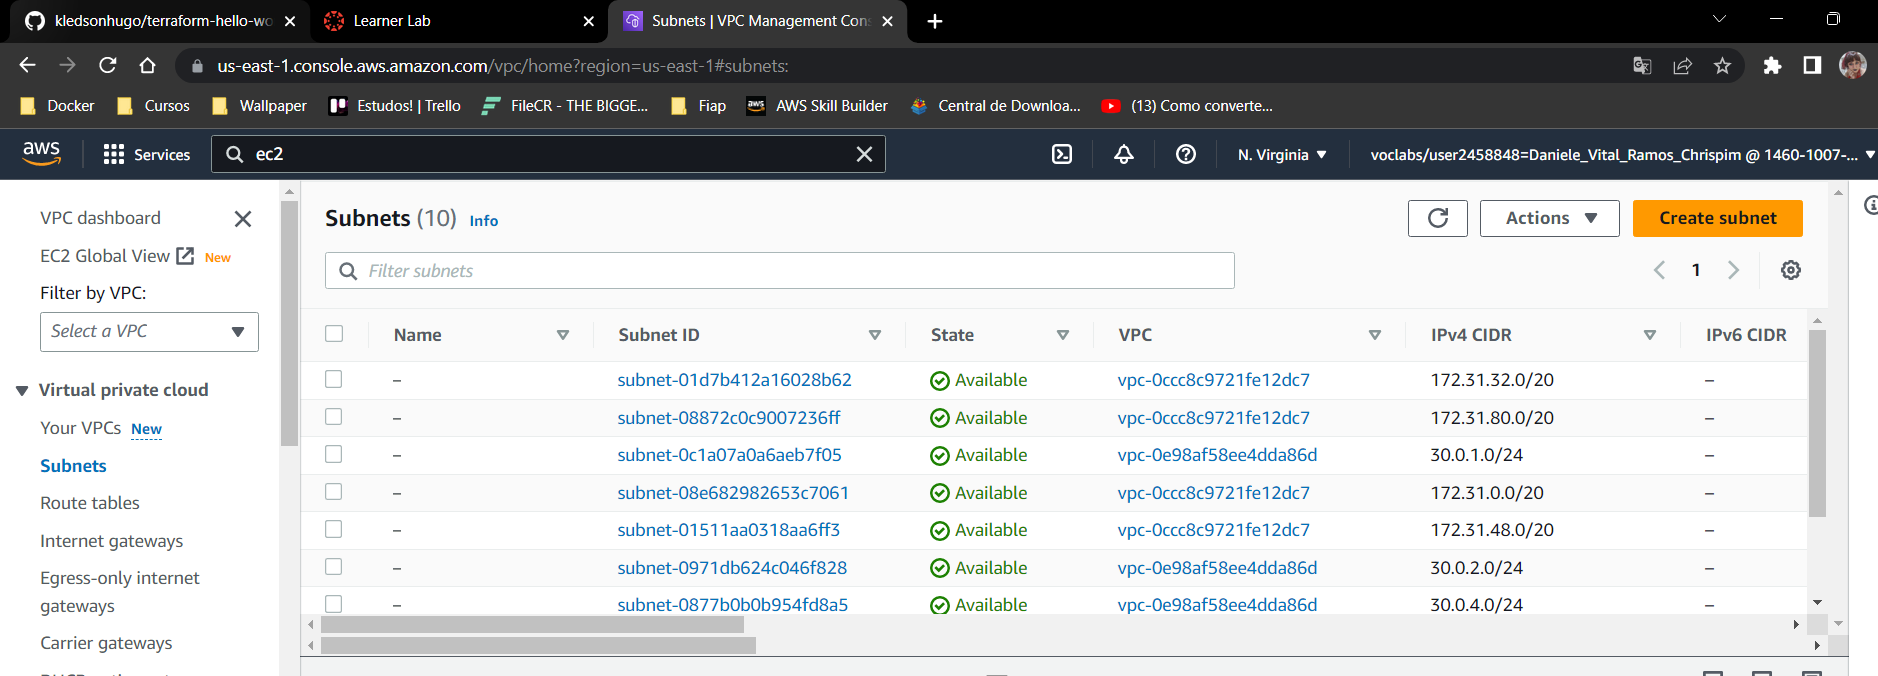 kledsonhugo/terraform-hello-wo
Learner Lab
Subnets | VPC Management Con
us-east-1.console.aws.amazon.com/vpc/home?region=us-east-1#subnets:
Docker Cursos Wallpaper Estudos! | Trello FileCR - THE BIGGE... Fiap AWS Skill Builder Central de Downloa... (13) Como converte...
aws Services ec2 N. Virginia voclabs/user2458848=Daniele_Vital_Ramos_Chrispim @ 1460-1007-...
VPC dashboard
EC2 Global View New
Filter by VPC:
Select a VPC
Virtual private cloud
Your VPCs New
Subnets
Route tables
Internet gateways
Egress-only internet
gateways
Carrier gateways
Subnets (10) Info
Actions
Create subnet
Filter subnets
1
Name Subnet ID State VPC IPv4 CIDR IPv6 CIDR
– subnet-01d7b412a16028b62 Available vpc-0ccc8c9721fe12dc7 172.31.32.0/20 –
– subnet-08872c0c9007236ff Available vpc-0ccc8c9721fe12dc7 172.31.80.0/20 –
– subnet-0c1a07a0a6aeb7f05 Available vpc-0e98af58ee4dda86d 30.0.1.0/24 –
– subnet-08e682982653c7061 Available vpc-0ccc8c9721fe12dc7 172.31.0.0/20 –
– subnet-01511aa0318aa6ff3 Available vpc-0ccc8c9721fe12dc7 172.31.48.0/20 –
– subnet-0971db624c046f828 Available vpc-0e98af58ee4dda86d 30.0.2.0/24 –
– subnet-0877b0b0b954fd8a5 Available vpc-0e98af58ee4dda86d 30.0.4.0/24 –